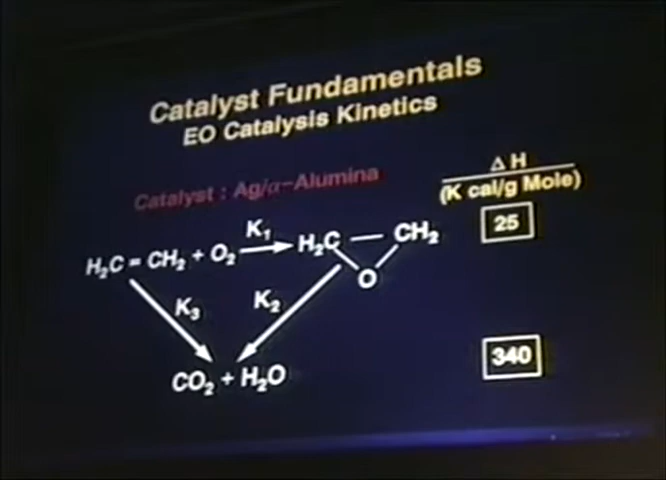 Catalyst Fundamentals
EO Catalysis Kinetics
Catalyst : Ag/α-Alumina
Δ H
(K cal/g Mole)
25
K₁
H₂C = CH₂ + O₂
H₂C — CH₂
O
K₃
K₂
340
CO₂ + H₂O